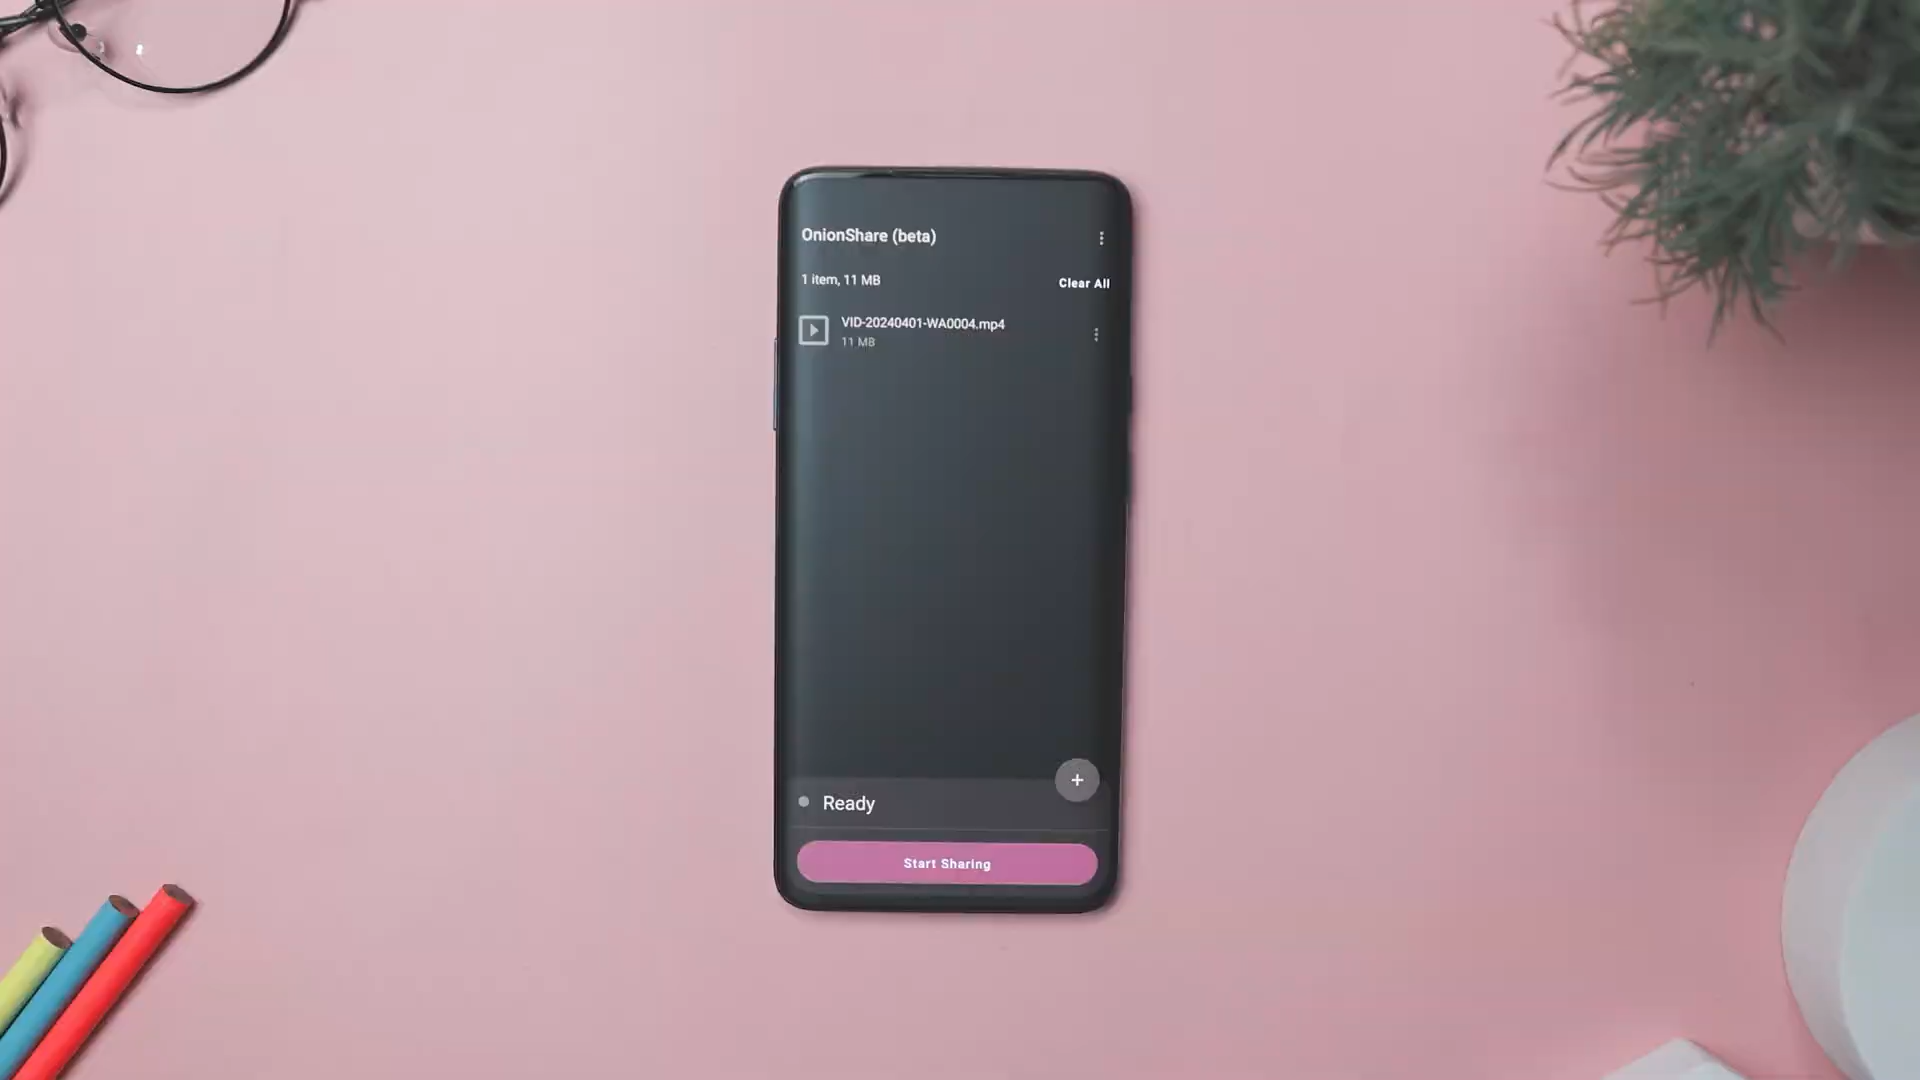 OnionShare (beta)
1 item, 11 MB
Clear All
VID-20240401-WA0004.mp4
11 MB
+
Ready
Start Sharing